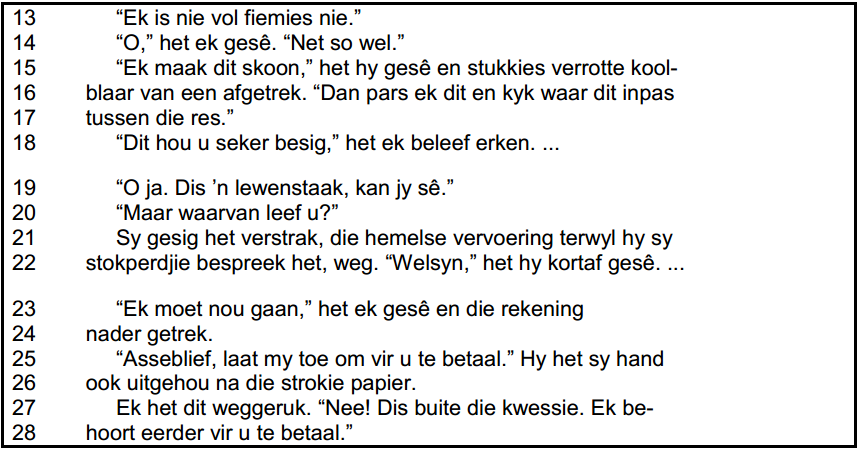 13 “Ek is nie vol fiemies nie.”
14 “O,” het ek gesê. “Net so wel.”
15 “Ek maak dit skoon,” het hy gesê en stukkies verrotte kool-
16 blaar van een afgetrek. “Dan pars ek dit en kyk waar dit inpas
17 tussen die res.”
18 “Dit hou u seker besig,” het ek beleef erken. ...
19 “O ja. Dis ’n lewenstaak, kan jy sê.”
20 “Maar waarvan leef u?”
21 Sy gesig het verstrak, die hemelse vervoering terwyl hy sy
22 stokperdjie bespreek het, weg. “Welsyn,” het hy kortaf gesê. ...
23 “Ek moet nou gaan,” het ek gesê en die rekening
24 nader getrek.
25 “Asseblief, laat my toe om vir u te betaal.” Hy het sy hand
26 ook uitgehou na die strokie papier.
27 Ek het dit weggeruk. “Nee! Dis buite die kwessie. Ek be-
28 hoort eerder vir u te betaal.”